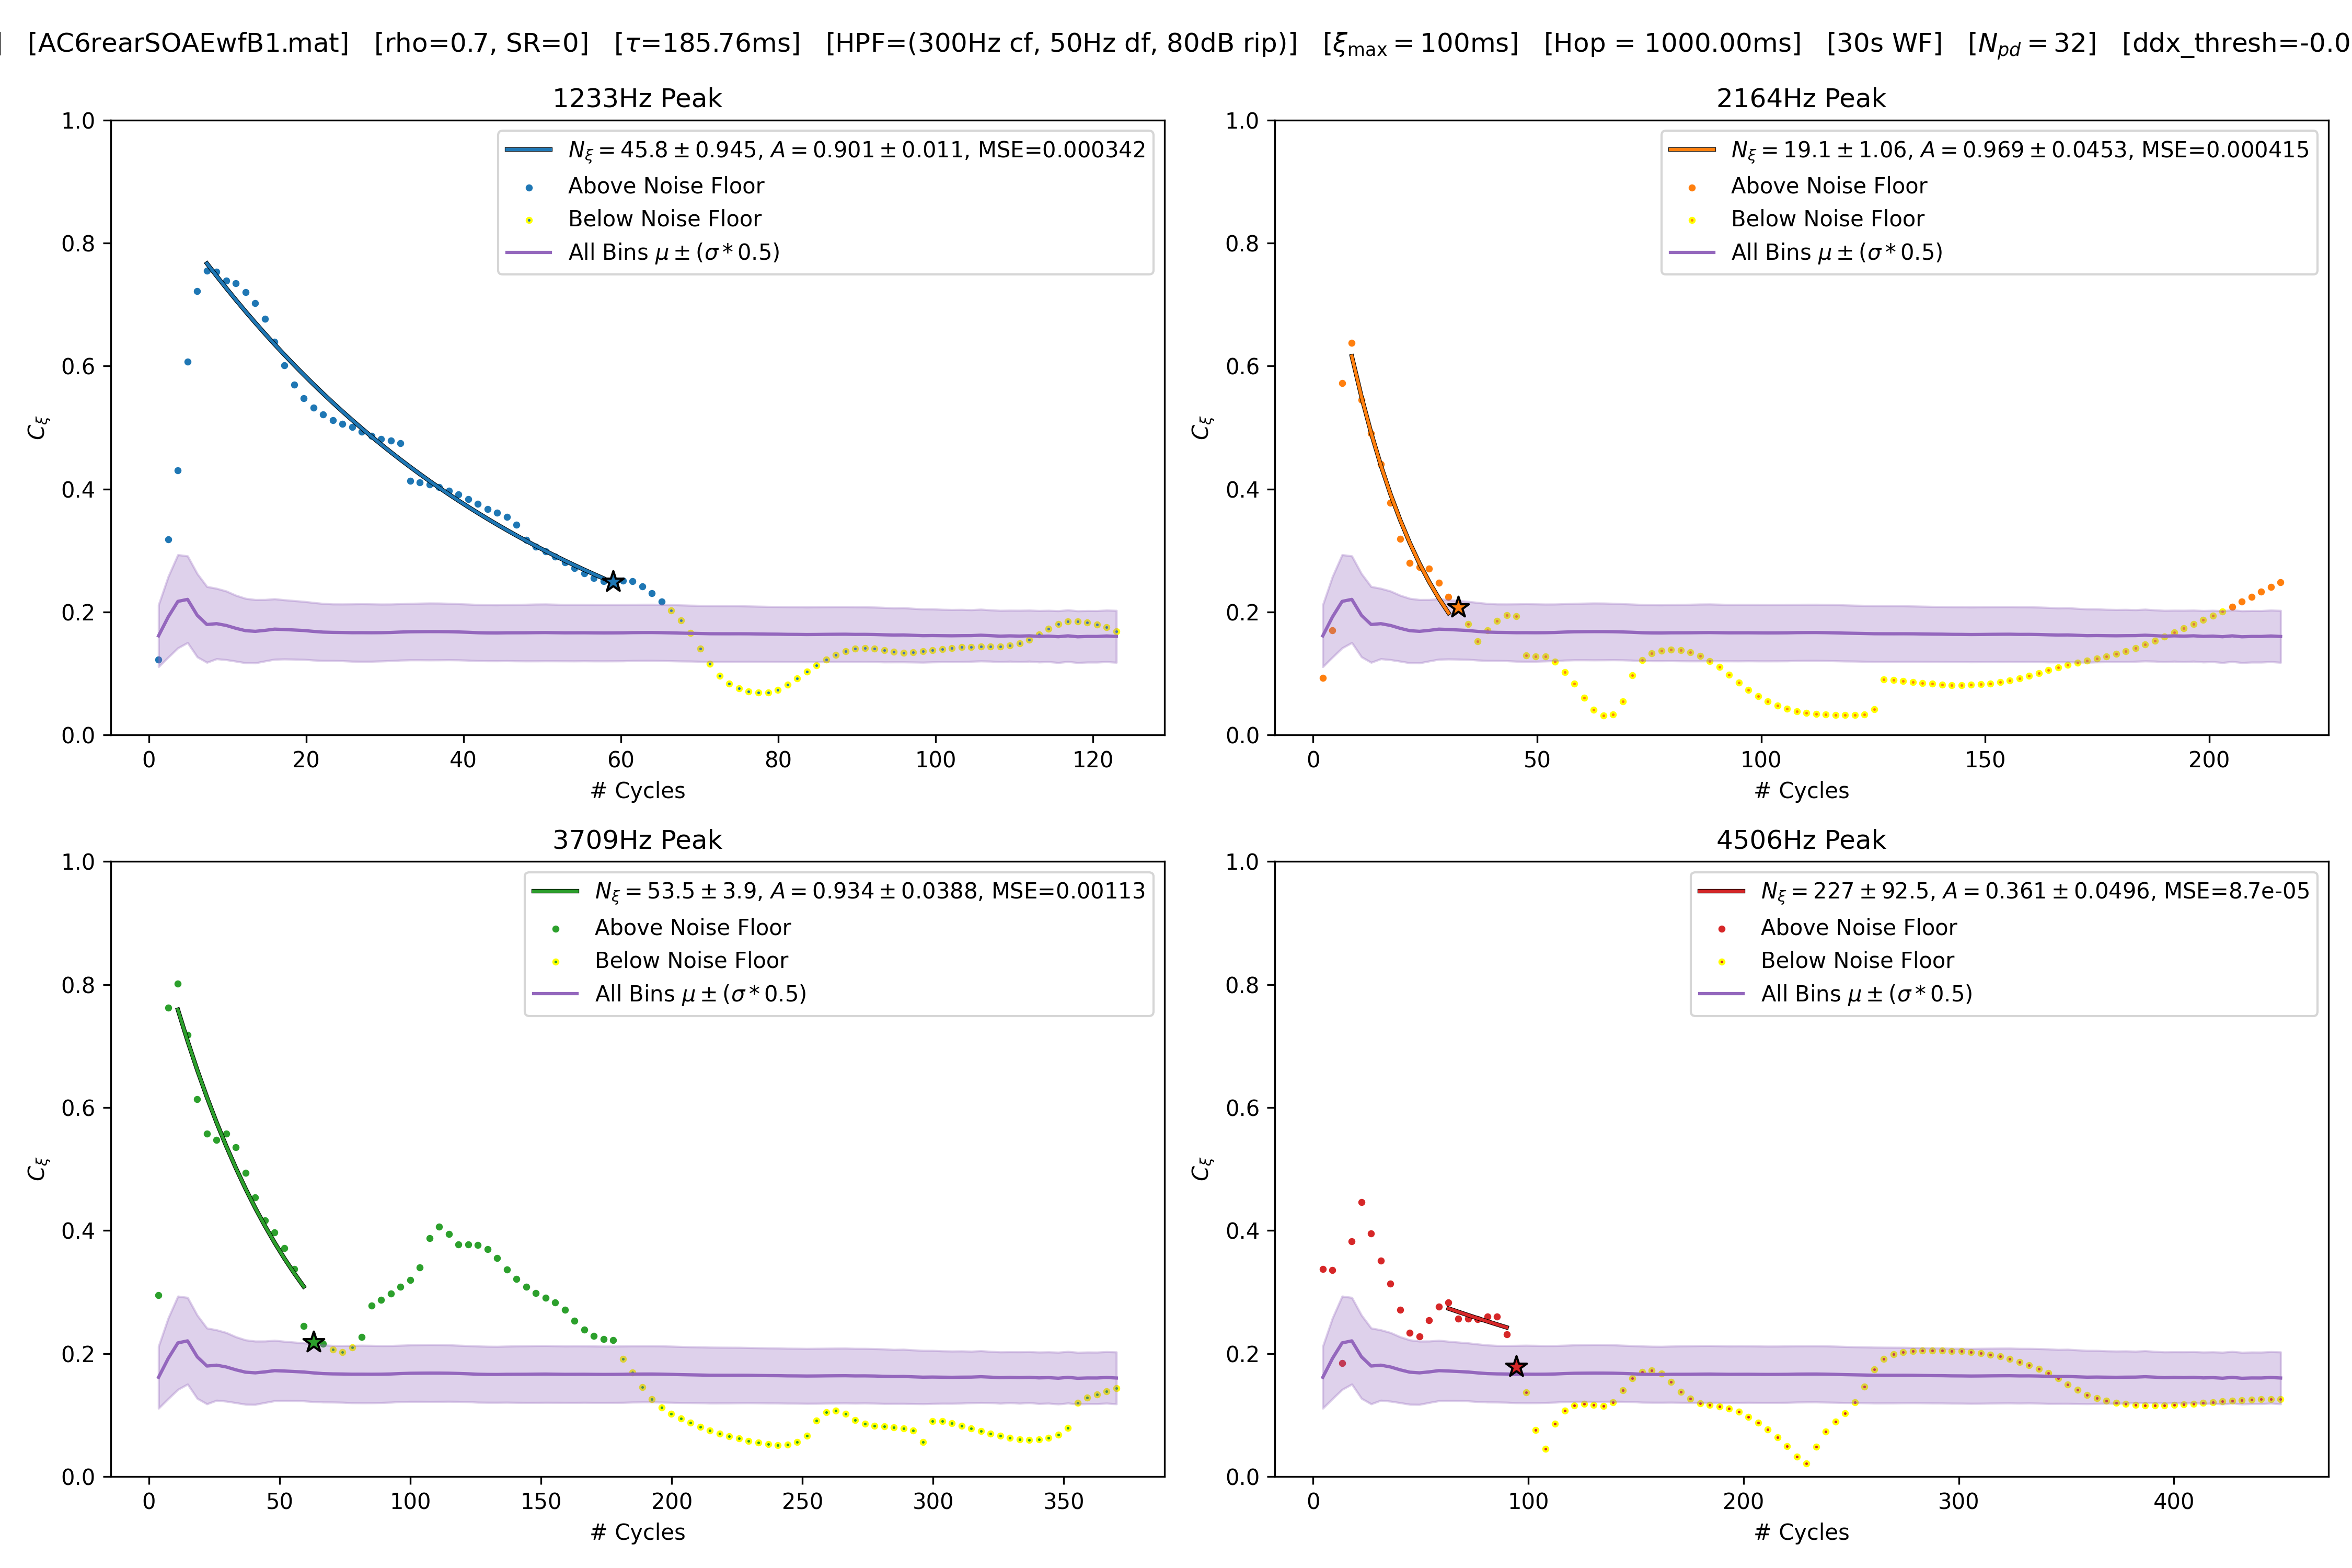 ] [AC6rearSOAEwfB1.mat] [rho=0.7, SR=0] [τ=185.76ms] [HPF=(300Hz cf, 50Hz df, 80dB rip)] [ξmax = 100ms] [Hop = 1000.00ms] [30s WF] [Npd = 32] [ddx_thresh=-0.0
1233Hz Peak
1.0
0.8
0.6
0.4
0.2
0.0
Cξ
Nξ = 45.8 ± 0.945, A = 0.901 ± 0.011, MSE=0.000342
Above Noise Floor
Below Noise Floor
All Bins μ ± (σ * 0.5)
0 20 40 60 80 100 120
# Cycles
2164Hz Peak
1.0
0.8
0.6
0.4
0.2
0.0
Cξ
Nξ = 19.1 ± 1.06, A = 0.969 ± 0.0453, MSE=0.000415
Above Noise Floor
Below Noise Floor
All Bins μ ± (σ * 0.5)
0 50 100 150 200
# Cycles
3709Hz Peak
1.0
0.8
0.6
0.4
0.2
0.0
Cξ
Nξ = 53.5 ± 3.9, A = 0.934 ± 0.0388, MSE=0.00113
Above Noise Floor
Below Noise Floor
All Bins μ ± (σ * 0.5)
0 50 100 150 200 250 300 350
# Cycles
4506Hz Peak
1.0
0.8
0.6
0.4
0.2
0.0
Cξ
Nξ = 227 ± 92.5, A = 0.361 ± 0.0496, MSE=8.7e-05
Above Noise Floor
Below Noise Floor
All Bins μ ± (σ * 0.5)
0 100 200 300 400
# Cycles